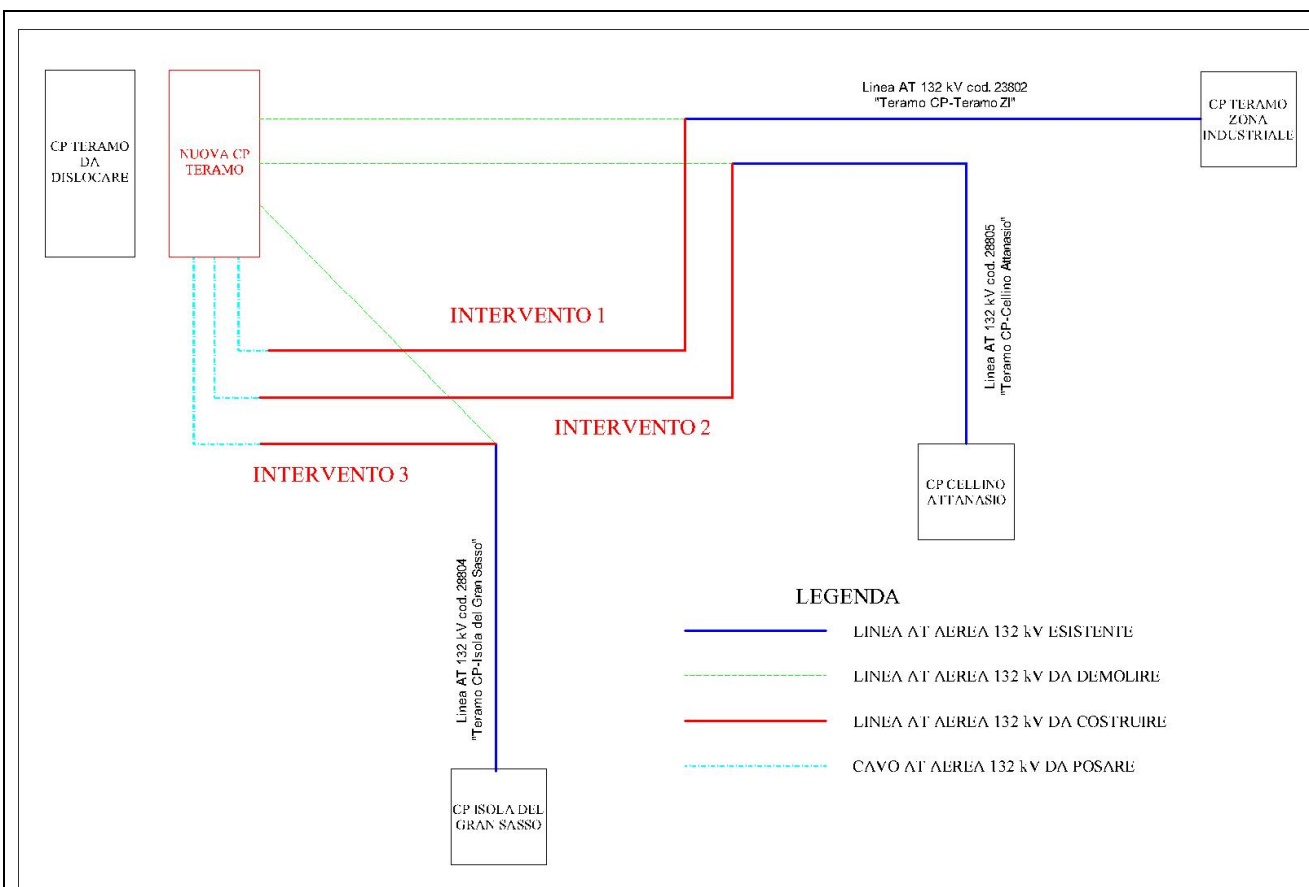 Linea AT 132 kV cod. 23802
"Teramo CP-Teramo ZI"
CP TERAMO
DA
DISLOCARE
NUOVA CP
TERAMO
CP TERAMO
ZONA
INDUSTRIALE
Linea AT 132 kV cod. 28805
"Teramo CP-Cellino Attanasio"
INTERVENTO 1
INTERVENTO 2
INTERVENTO 3
CP CELLINO
ATTANASIO
Linea AT 132 kV cod. 28804
"Teramo CP-Isola del Gran Sasso"
CP ISOLA DEL
GRAN SASSO
LEGENDA
LINEA AT AEREA 132 kV ESISTENTE
LINEA AT AEREA 132 kV DA DEMOLIRE
LINEA AT AEREA 132 kV DA COSTRUIRE
CAVO AT AEREA 132 kV DA POSARE